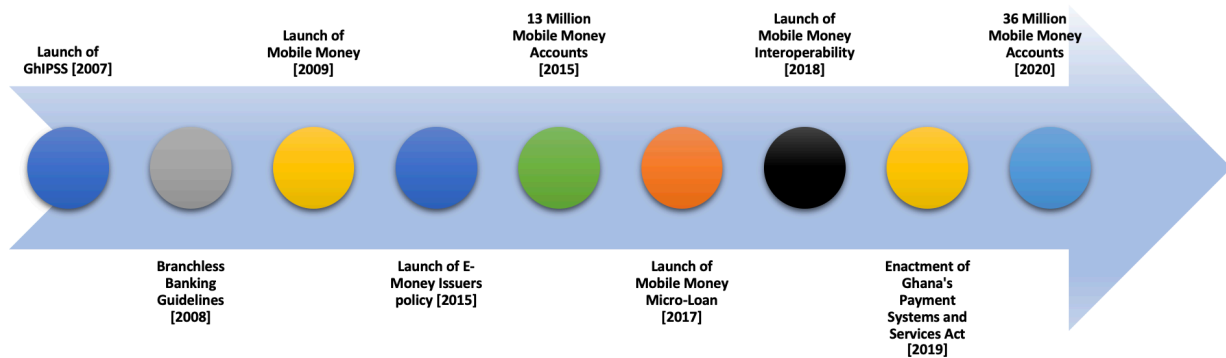 Launch of
GhIPSS [2007]
Branchless
Banking
Guidelines
[2008]
Launch of
Mobile Money
[2009]
Launch of E-
Money Issuers
policy [2015]
13 Million
Mobile Money
Accounts
[2015]
Launch of
Mobile Money
Micro-Loan
[2017]
Launch of
Mobile Money
Interoperability
[2018]
Enactment of
Ghana's
Payment
Systems and
Services Act
[2019]
36 Million
Mobile Money
Accounts
[2020]